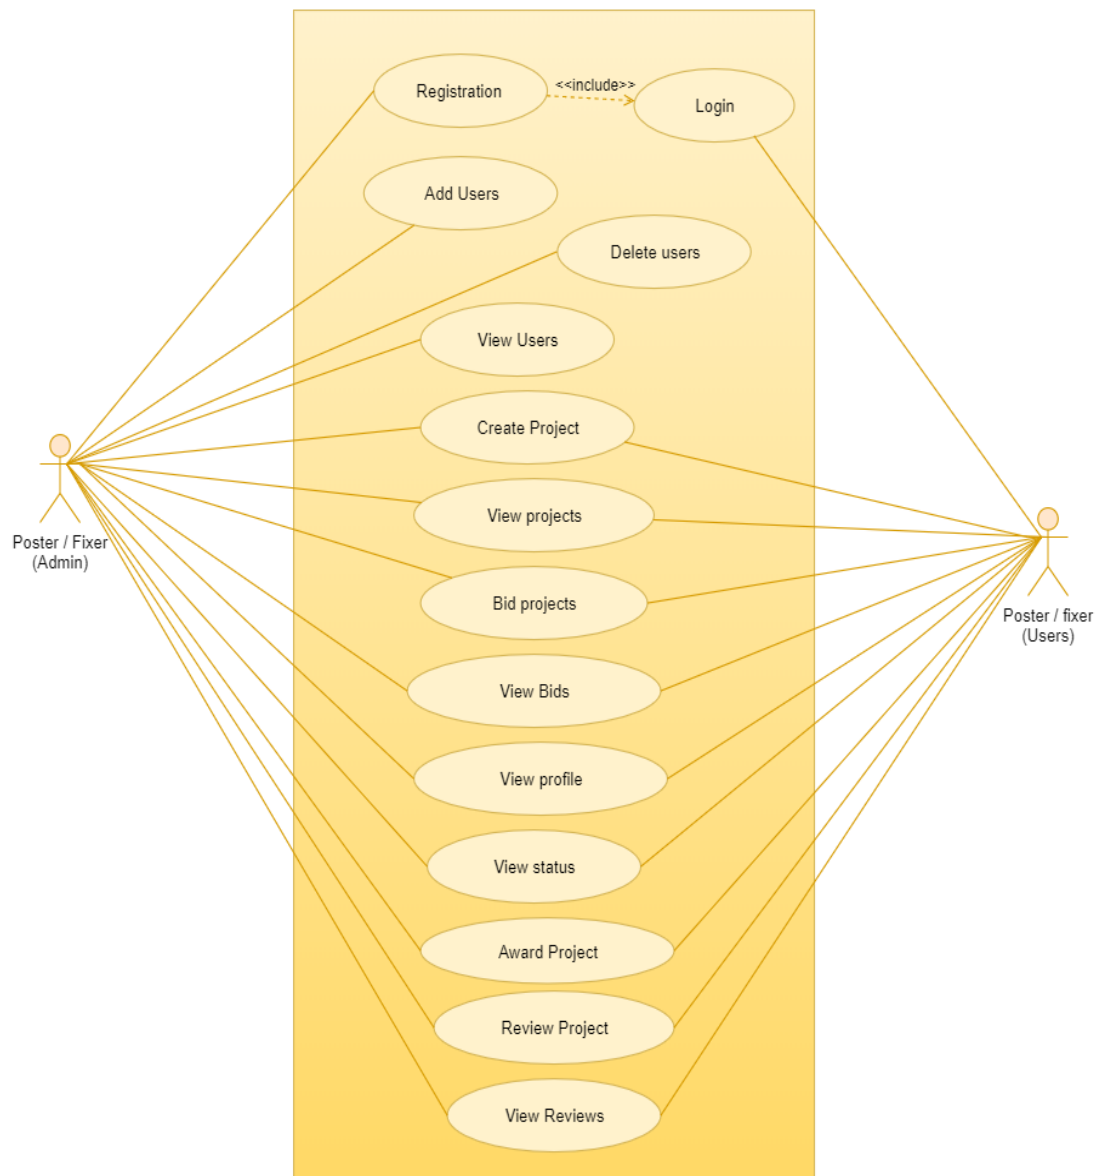 Registration
<<include>>
Login
Add Users
Delete users
View Users
Create Project
View projects
Poster / Fixer
(Admin)
Bid projects
Poster / fixer
(Users)
View Bids
View profile
View status
Award Project
Review Project
View Reviews